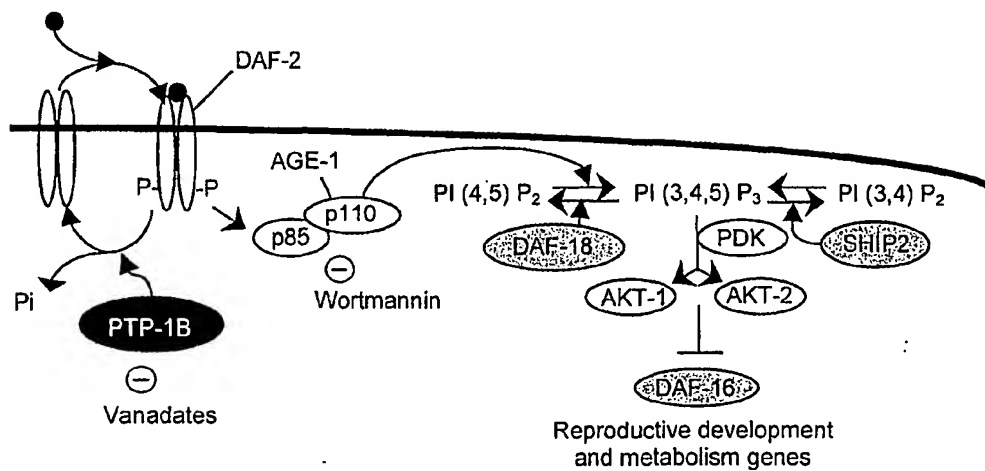 DAF-2
AGE-1
P-
-P
p110
p85
PI (4,5) P2
PI (3,4,5) P3
PI (3,4) P2
DAF-18
PDK
SHIP2
Pi
Wortmannin
AKT-1
AKT-2
PTP-1B
DAF-16
Vanadates
Reproductive development
and metabolism genes